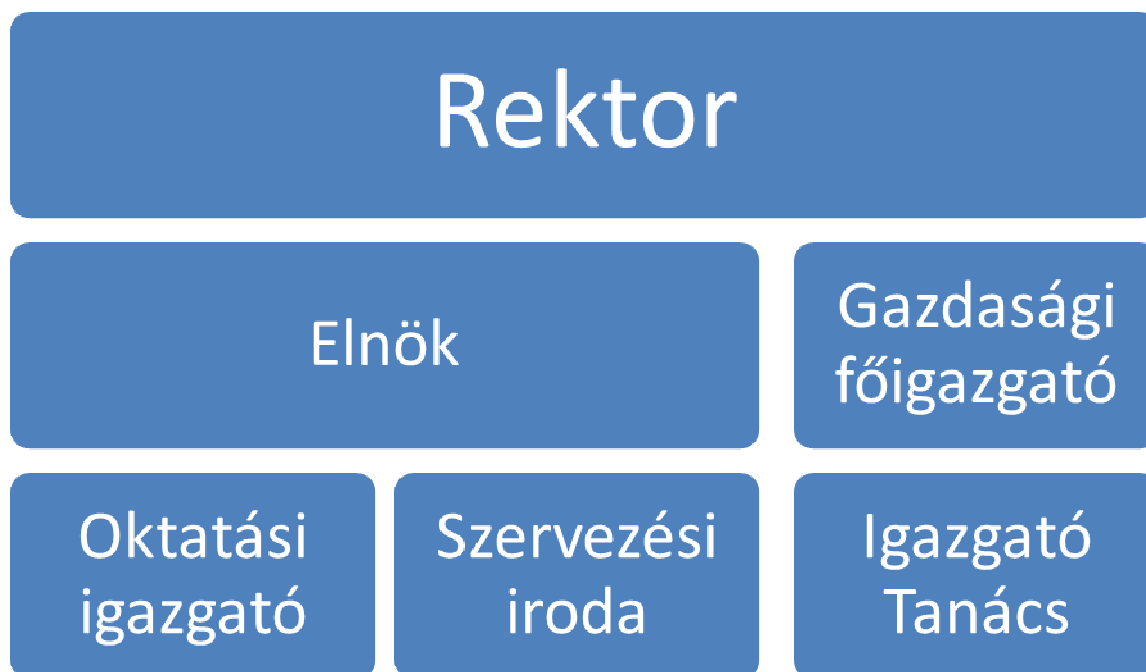 Rektor
Elnök
Gazdasági
főigazgató
Oktatási
igazgató
Szervezési
iroda
Igazgató
Tanács